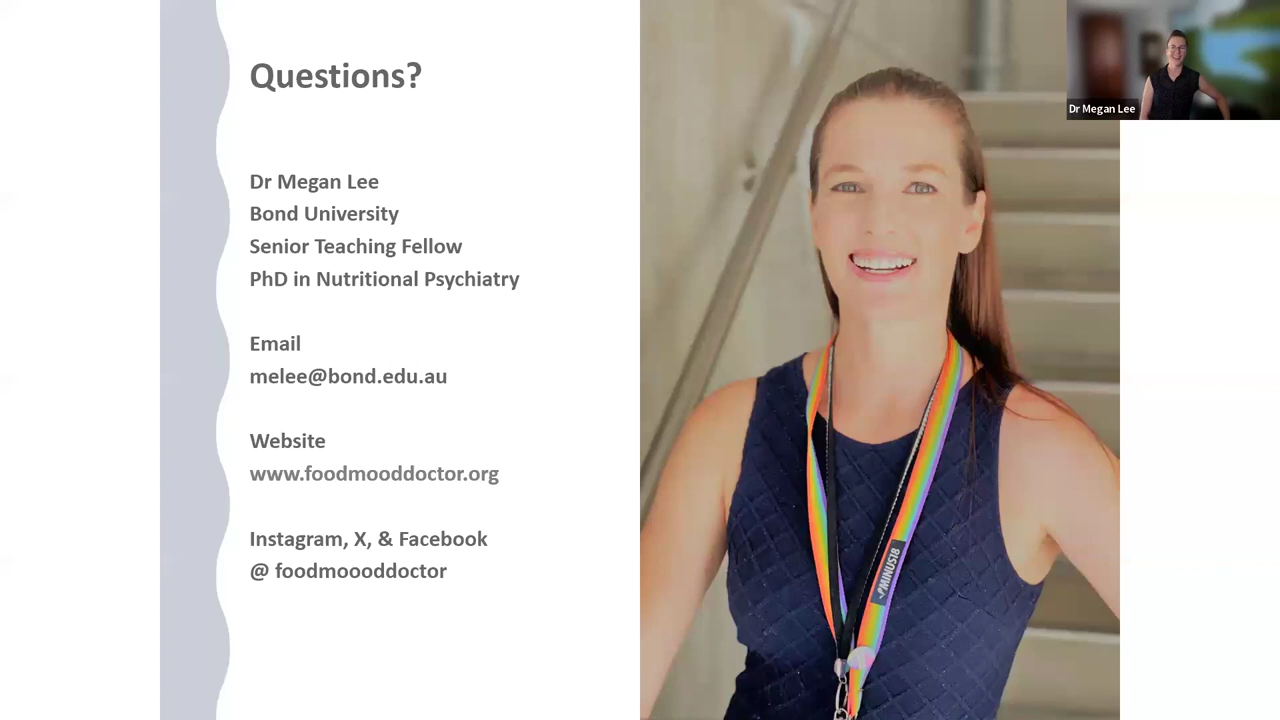 Questions?
Dr Megan Lee
Bond University
Senior Teaching Fellow
PhD in Nutritional Psychiatry
Email
melee@bond.edu.au
Website
www.foodmooddoctor.org
Instagram, X, & Facebook
@ foodmoooddoctor
Dr Megan Lee
MINUS18